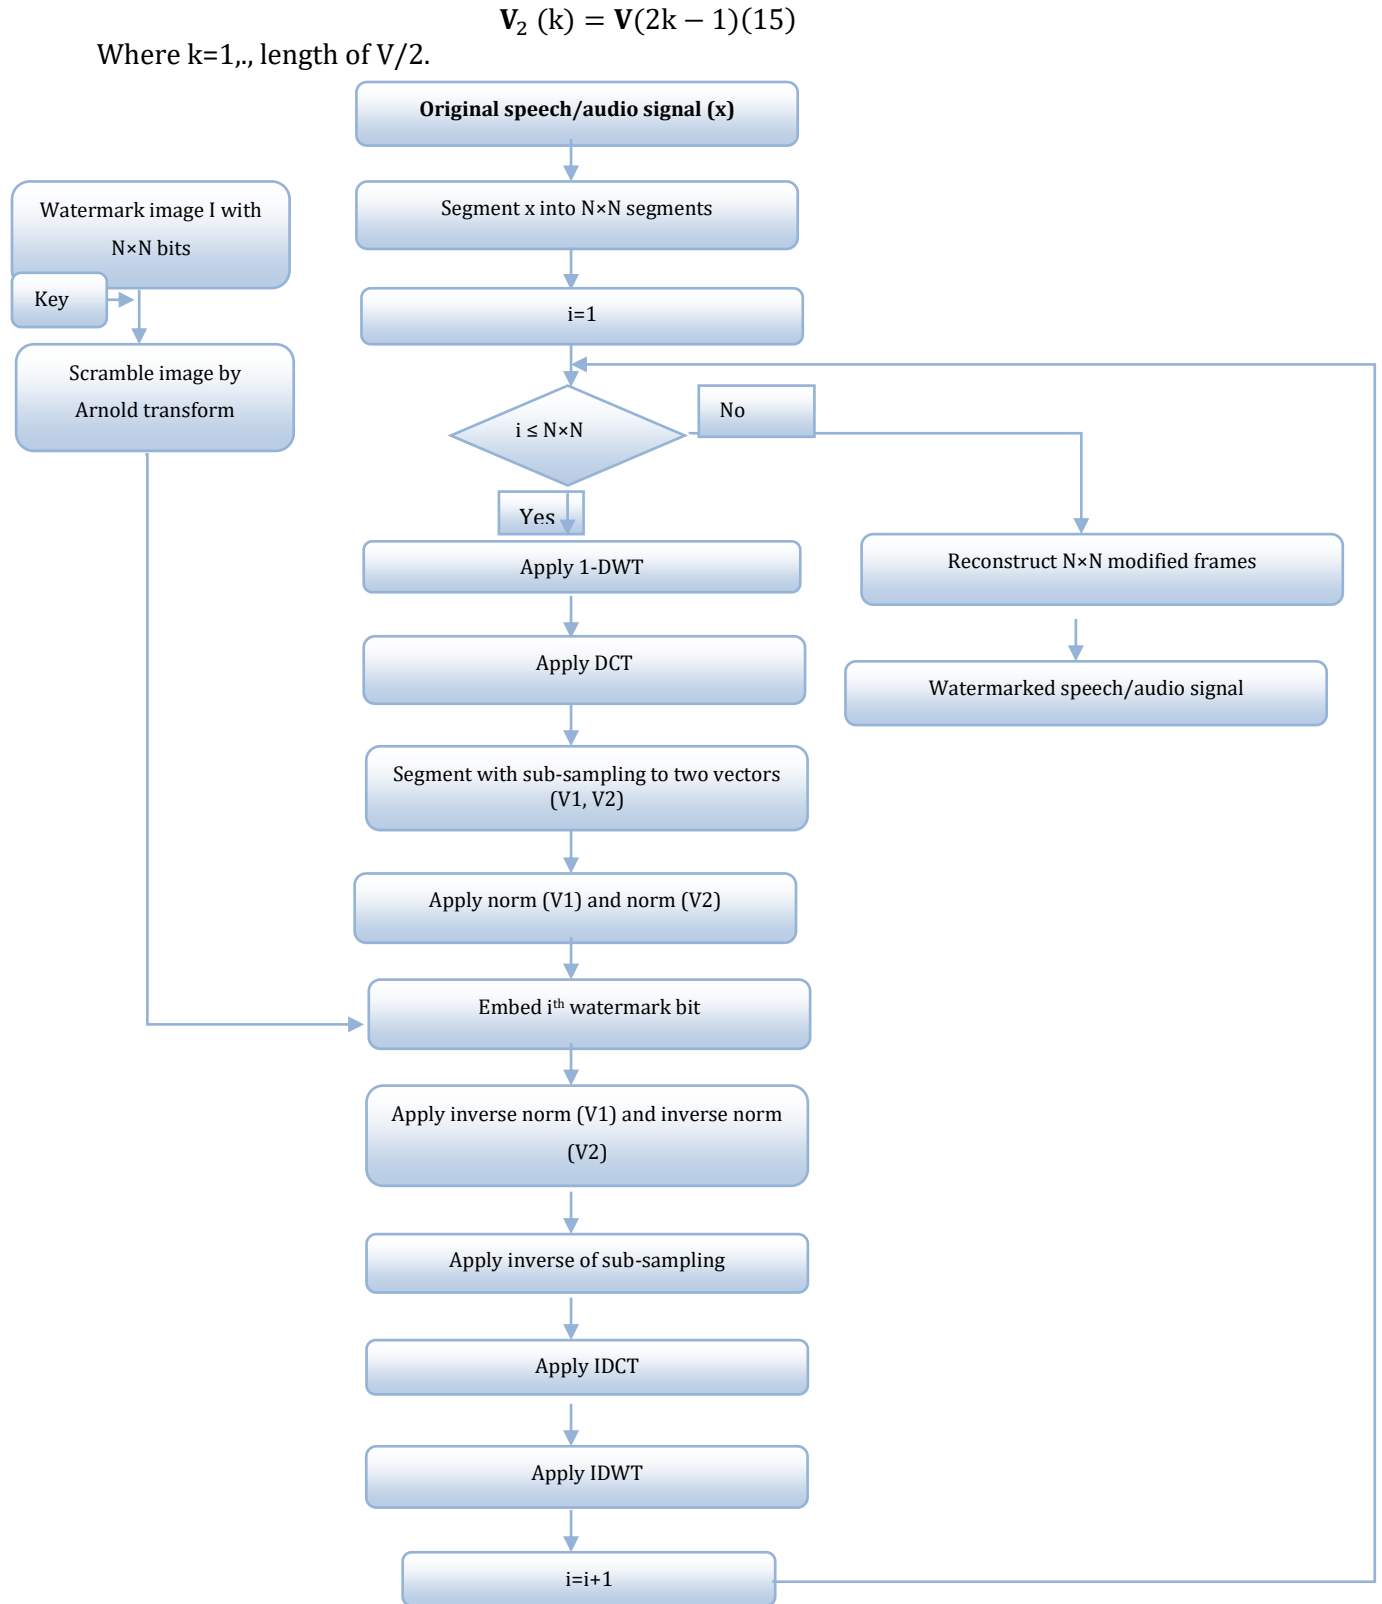 V₂ (k) = V(2k − 1)(15)
Where k=1,., length of V/2.
Original speech/audio signal (x)
Segment x into N×N segments
Watermark image I with
N×N bits
Key
i=1
Scramble image by
Arnold transform
i ≤ N×N
No
Yes
Apply 1-DWT
Reconstruct N×N modified frames
Apply DCT
Watermarked speech/audio signal
Segment with sub-sampling to two vectors
(V1, V2)
Apply norm (V1) and norm (V2)
Embed iᵗʰ watermark bit
Apply inverse norm (V1) and inverse norm
(V2)
Apply inverse of sub-sampling
Apply IDCT
Apply IDWT
i=i+1